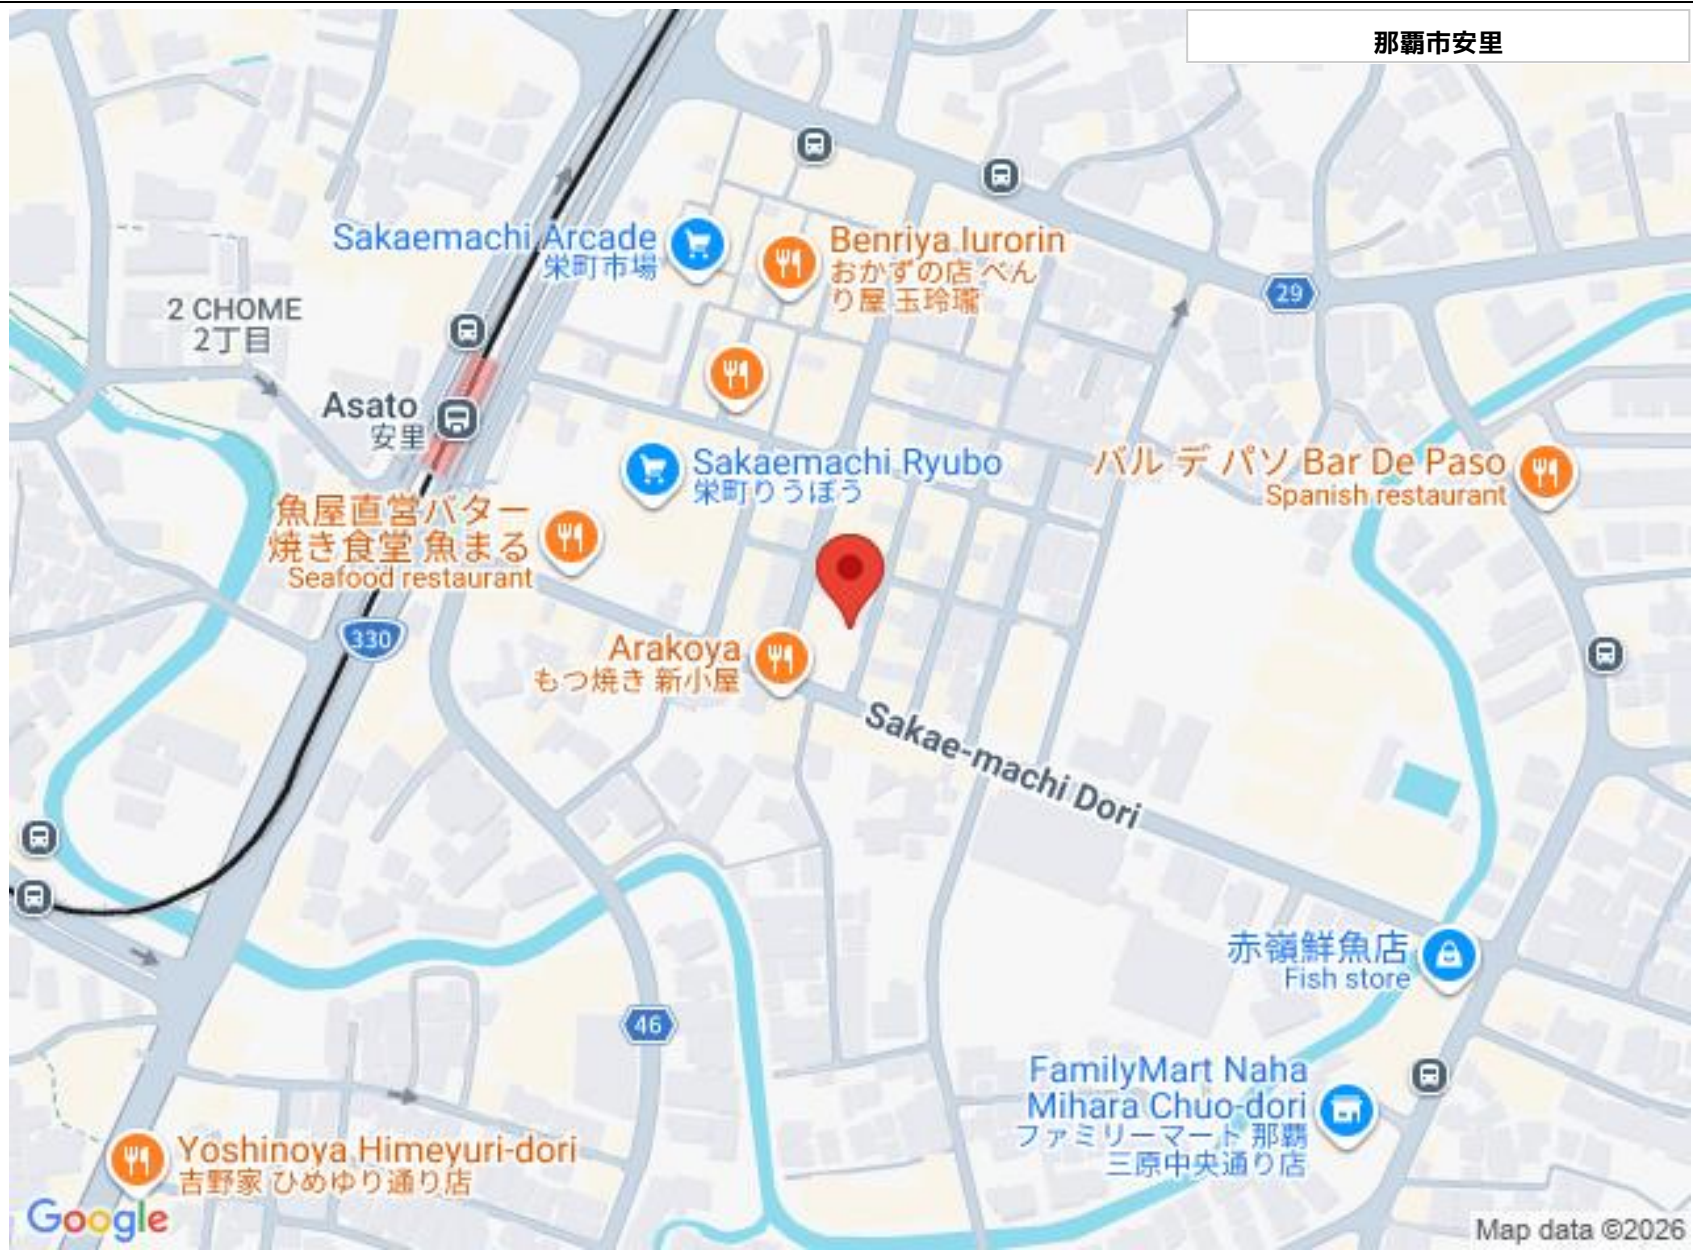 那覇市安里
Sakaemachi Arcade
栄町市場
Benriya Iurorin
おかずの店 べん
り屋 玉玲瓏
29
2 CHOME
2丁目
Asato
安里
Sakaemachi Ryubo
栄町りうぼう
バル デ パソ Bar De Paso
Spanish restaurant
魚屋直営バター
焼き食堂 魚まる
Seafood restaurant
330
Arakoya
もつ焼き 新小屋
Sakae-machi Dori
赤嶺鮮魚店
Fish store
46
FamilyMart Naha
Mihara Chuo-dori
ファミリーマート 那覇
三原中央通り店
Yoshinoya Himeyuri-dori
吉野家 ひめゆり通り店
Google
Map data ©2026